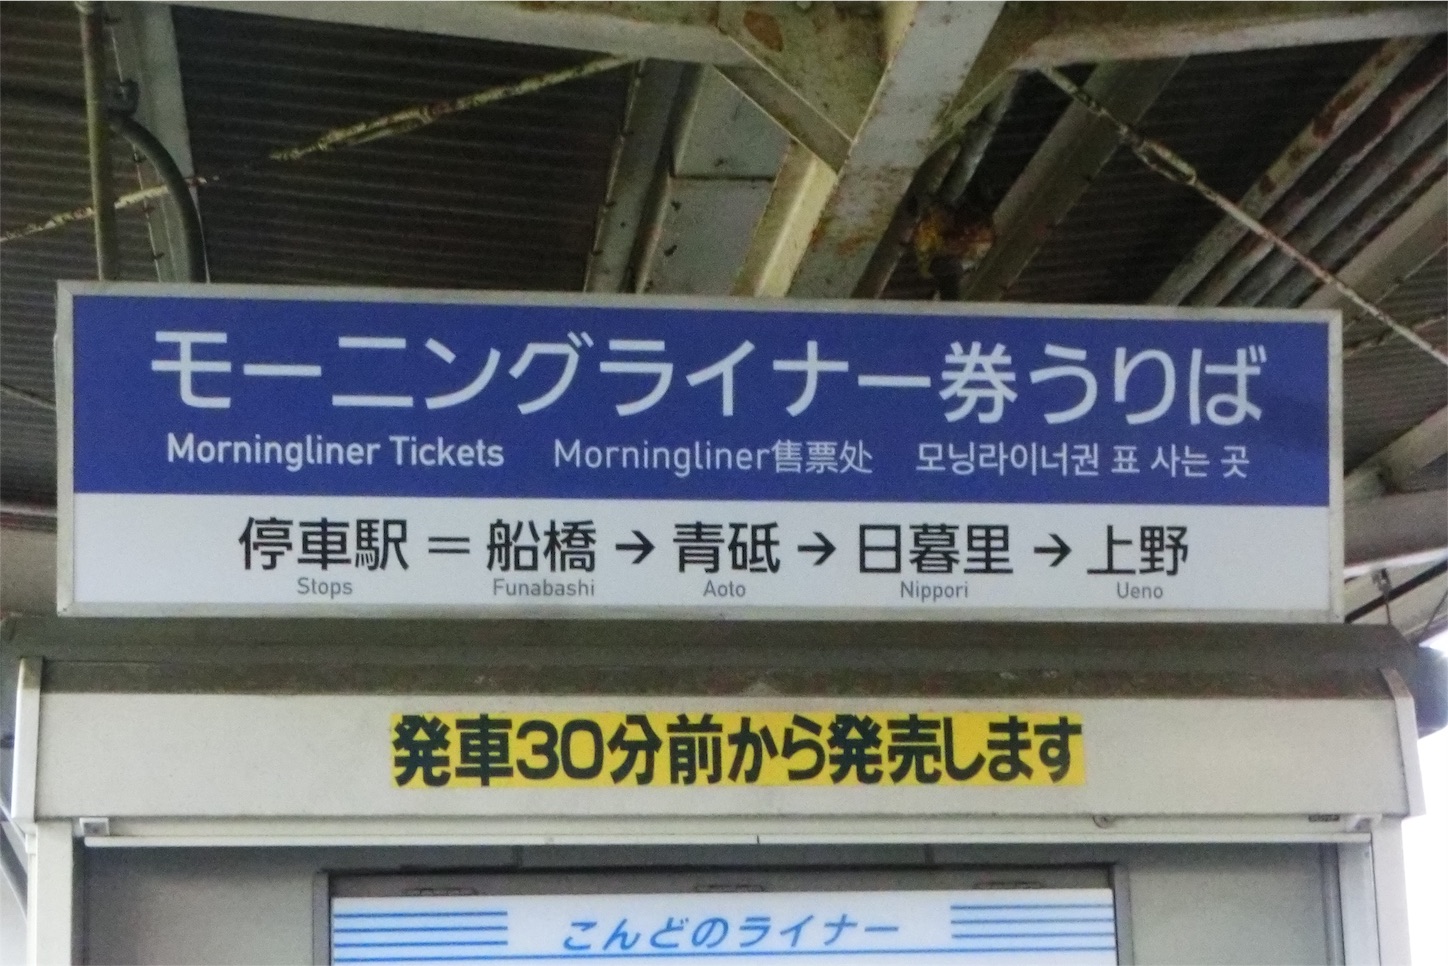 モーニングライナー券うりば
Morningliner Tickets Morningliner售票处 모닝라이너권 표 사는 곳
停車駅＝船橋→青砥→日暮里→上野
Stops Funabashi Aoto Nippori Ueno
発車30分前から発売します
こんどのライナー